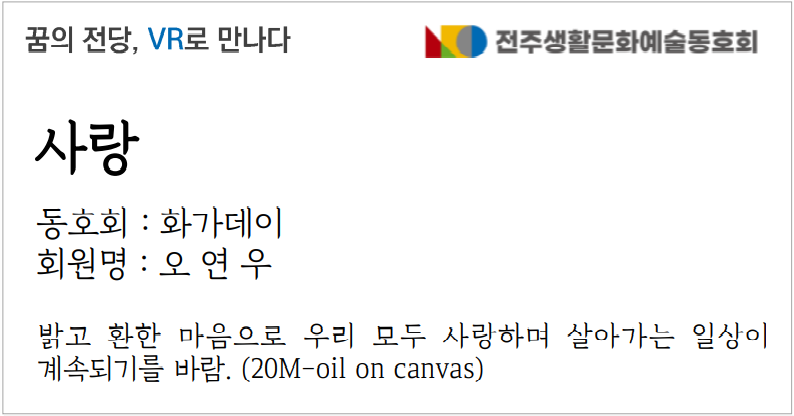 꿈의 전당, VR로 만나다
전주생활문화예술동호회
사랑
동호회 : 화가데이
회원명 : 오 연 우
밝고 환한 마음으로 우리 모두 사랑하며 살아가는 일상이
계속되기를 바람. (20M-oil on canvas)